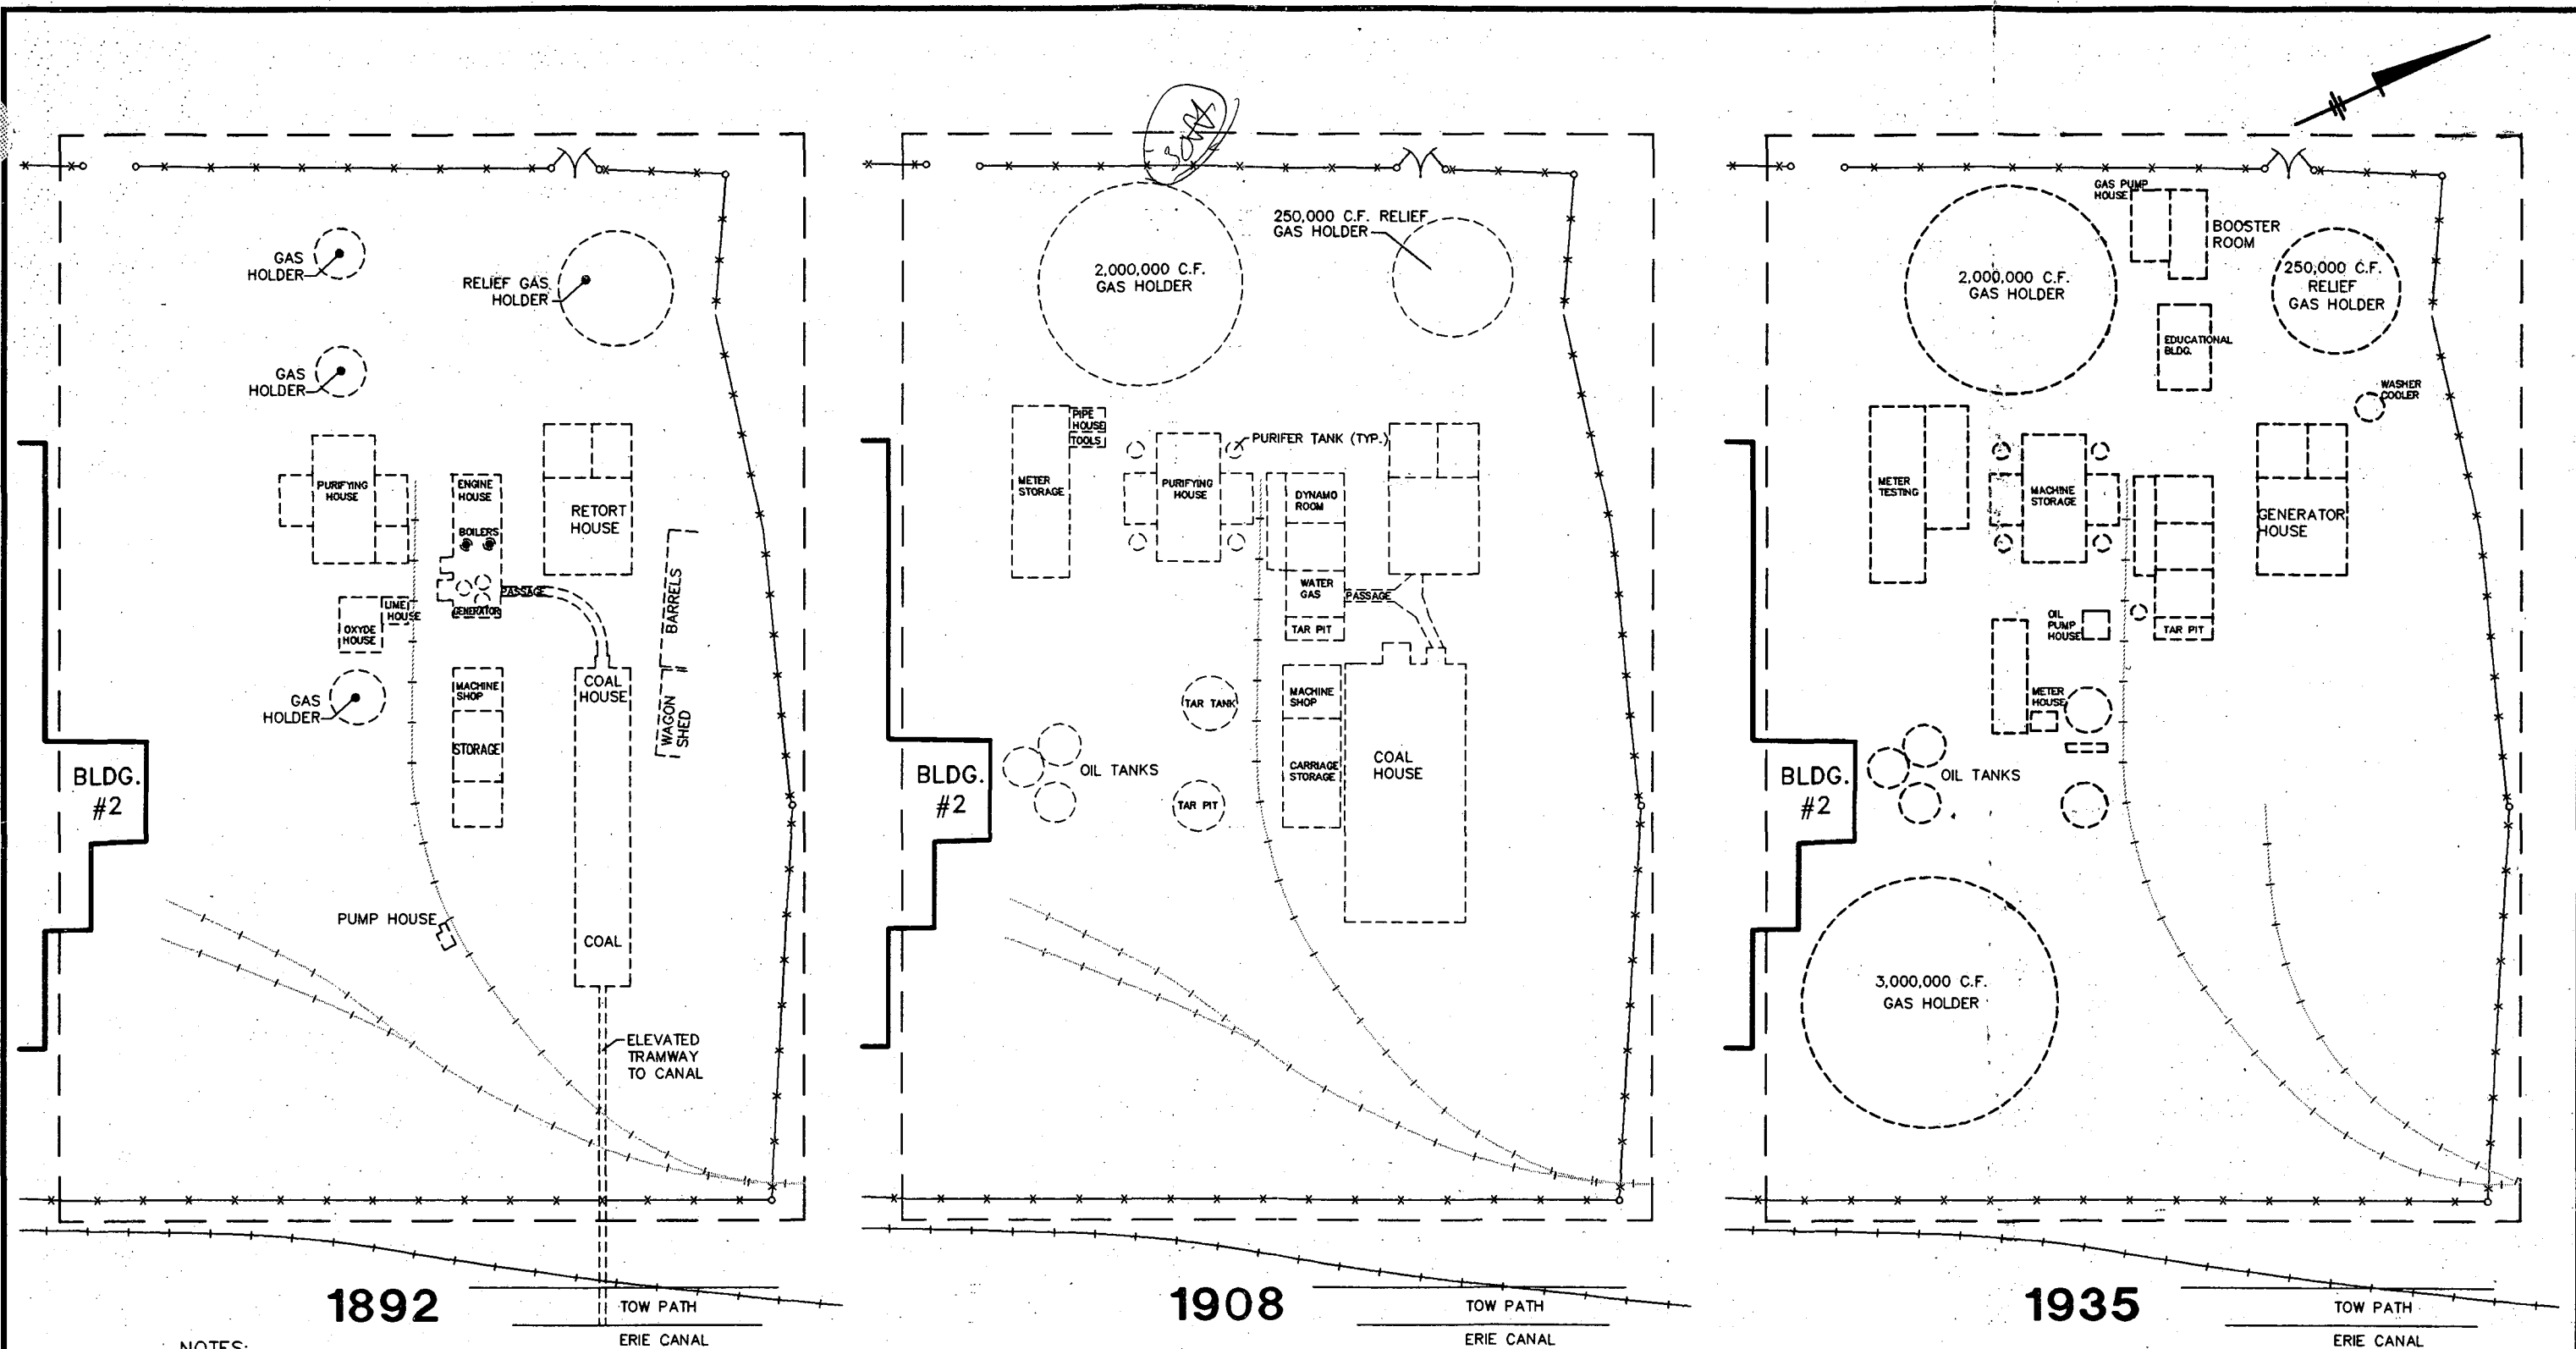 GAS
HOLDER
RELIEF GAS
HOLDER
GAS
HOLDER
PURIFYING
HOUSE
ENGINE
HOUSE
BOILERS
RETORT
HOUSE
GENERATOR
PASSAGE
BARRELS
LIME
HOUSE
OXYDE
HOUSE
GAS
HOLDER
MACHINE
SHOP
STORAGE
COAL
HOUSE
WAGON
SHED
BLDG.
#2
PUMP HOUSE
COAL
ELEVATED
TRAMWAY
TO CANAL
1892
TOW PATH
ERIE CANAL
NOTES:
250,000 C.F. RELIEF
GAS HOLDER
2,000,000 C.F.
GAS HOLDER
PIPE
HOUSE
TOOLS
PURIFER TANK (TYP.)
METER
STORAGE
PURIFYING
HOUSE
DYNAMO
ROOM
WATER
GAS
PASSAGE
TAR PIT
TAR TANK
MACHINE
SHOP
OIL TANKS
CARRIAGE
STORAGE
COAL
HOUSE
TAR PIT
BLDG.
#2
1908
TOW PATH
ERIE CANAL
GAS PUMP
HOUSE
BOOSTER
ROOM
2,000,000 C.F.
GAS HOLDER
250,000 C.F.
RELIEF
GAS HOLDER
EDUCATIONAL
BLDG.
WASHER
COOLER
METER
TESTING
MACHINE
STORAGE
GENERATOR
HOUSE
OIL
PUMP
HOUSE
TAR PIT
METER
HOUSE
OIL TANKS
BLDG.
#2
3,000,000 C.F.
GAS HOLDER
1935
TOW PATH
ERIE CANAL